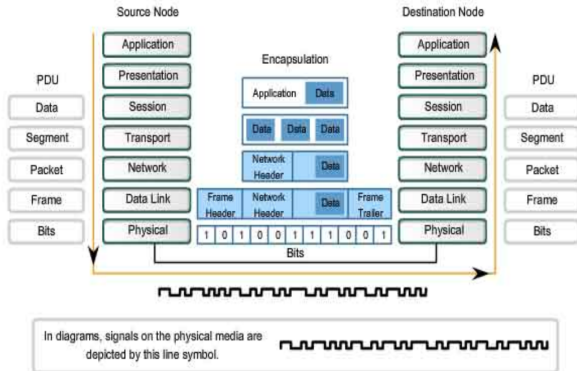 Source Node
Destination Node
Application
Presentation
Session
Transport
Network
Data Link
Physical
PDU
Data
Segment
Packet
Frame
Bits
Encapsulation
Application Data
Data Data Data
Network Header Data
Frame Header Network Header Data Frame Trailer
1 0 1 0 0 1 1 1 0 0 1
Bits
Application
Presentation
Session
Transport
Network
Data Link
Physical
PDU
Data
Segment
Packet
Frame
Bits
In diagrams, signals on the physical media are
depicted by this line symbol.